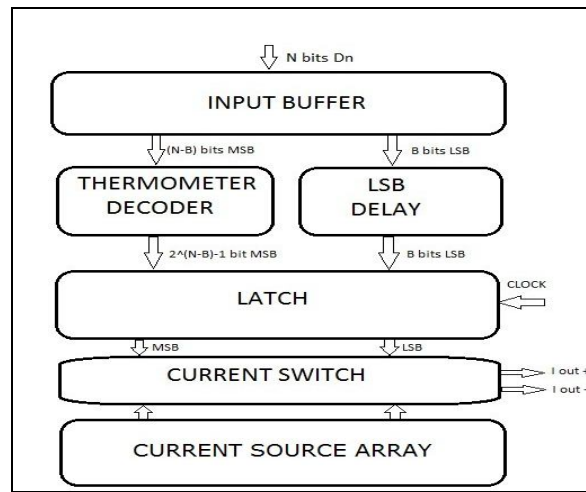 N bits Dn
INPUT BUFFER
(N-B) bits MSB
B bits LSB
THERMOMETER
DECODER
LSB
DELAY
2^(N-B)-1 bit MSB
B bits LSB
CLOCK
LATCH
MSB
LSB
CURRENT SWITCH
I out +
I out -
CURRENT SOURCE ARRAY